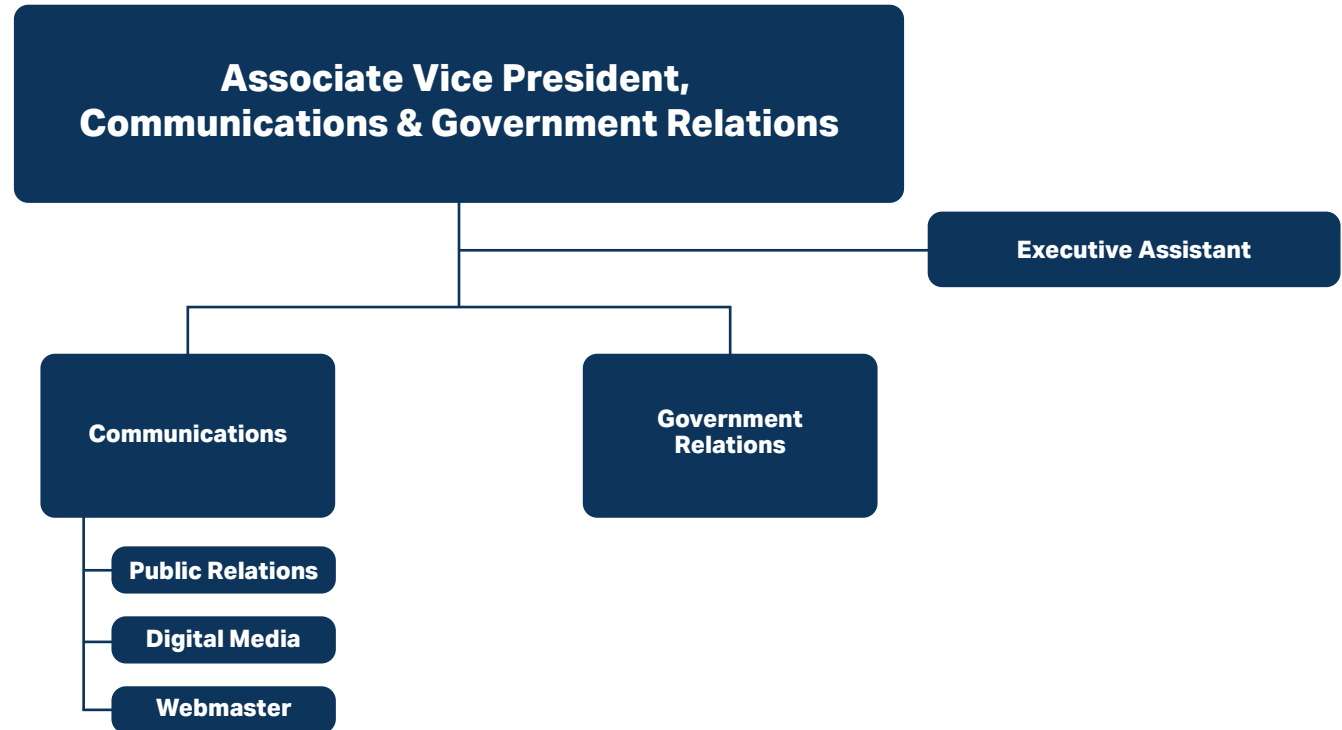 Associate Vice President,
Communications & Government Relations
Executive Assistant
Communications
Government
Relations
Public Relations
Digital Media
Webmaster